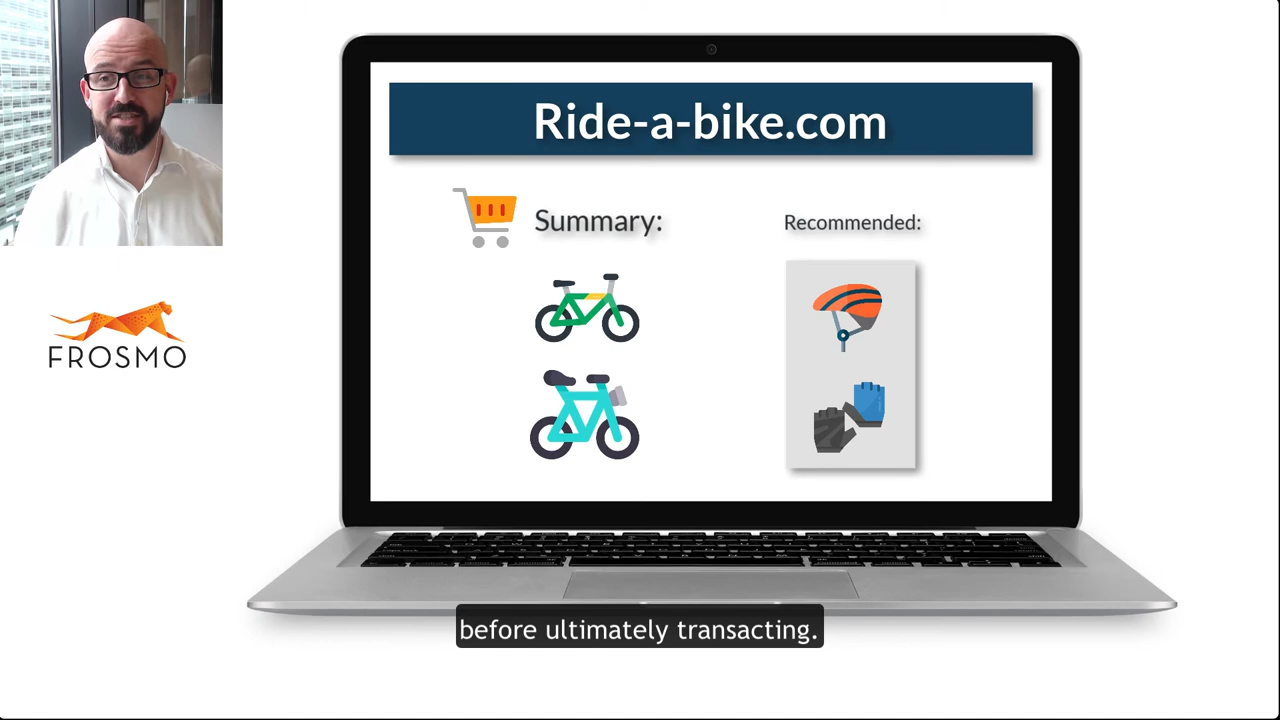 Ride-a-bike.com
Summary:
Recommended:
FROSMO
before ultimately transacting.